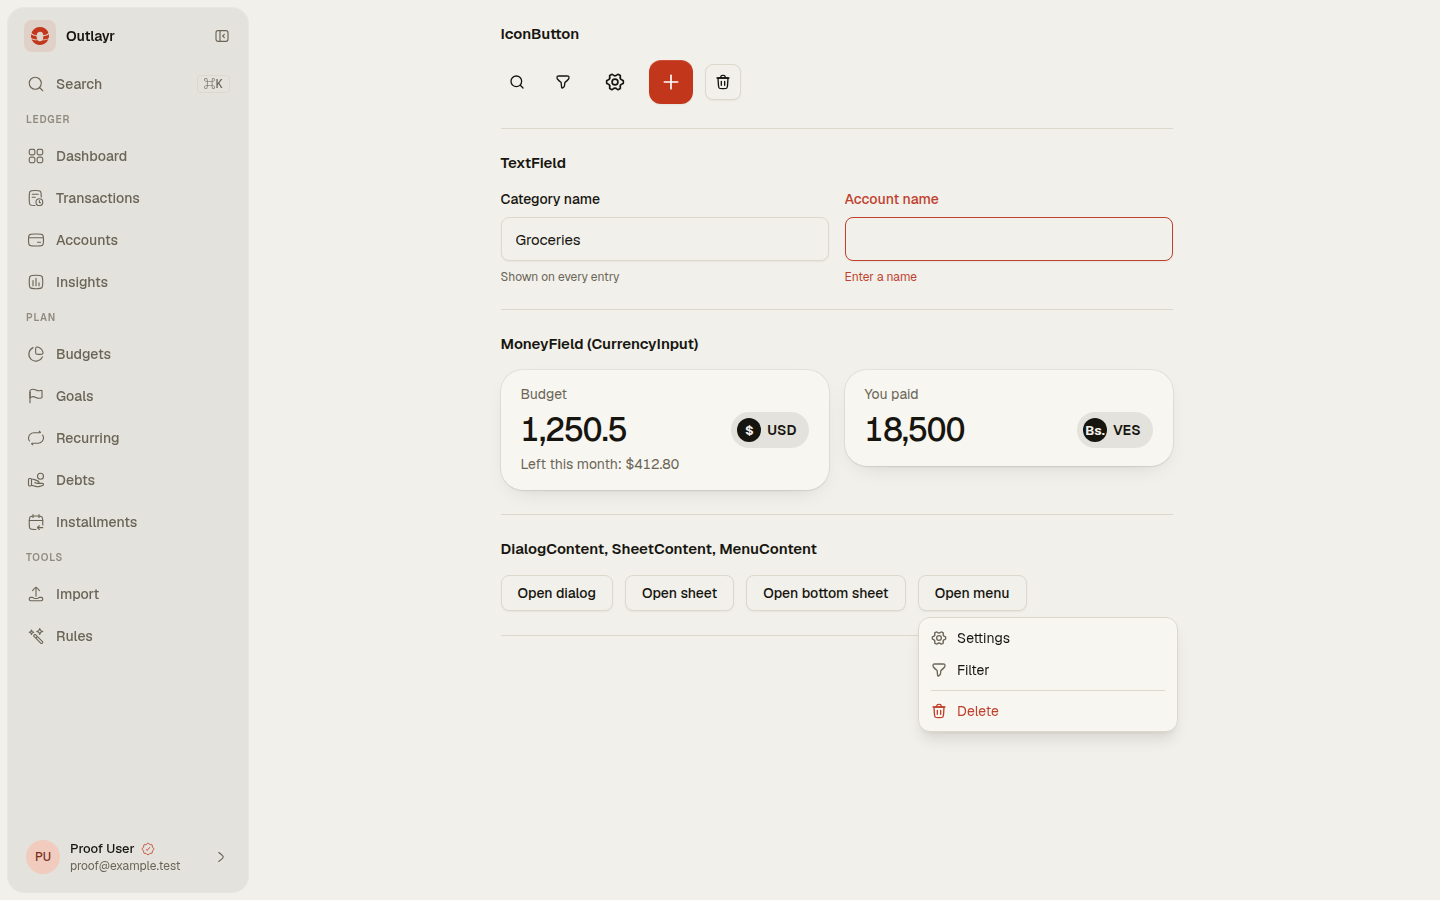 Outlayr
Search ⌘K
LEDGER
Dashboard
Transactions
Accounts
Insights
PLAN
Budgets
Goals
Recurring
Debts
Installments
TOOLS
Import
Rules
PU
Proof User
proof@example.test
IconButton
TextField
Category name
Groceries
Shown on every entry
Account name
Enter a name
MoneyField (CurrencyInput)
Budget
1,250.5
$ USD
Left this month: $412.80
You paid
18,500
Bs. VES
DialogContent, SheetContent, MenuContent
Open dialog
Open sheet
Open bottom sheet
Open menu
Settings
Filter
Delete